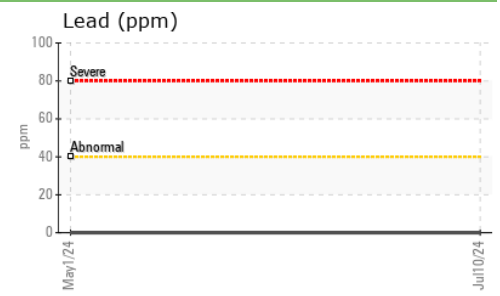 Lead (ppm)
100
Severe
80
60
ppm
Abnormal
40
20
0
May1/24
Jul10/24